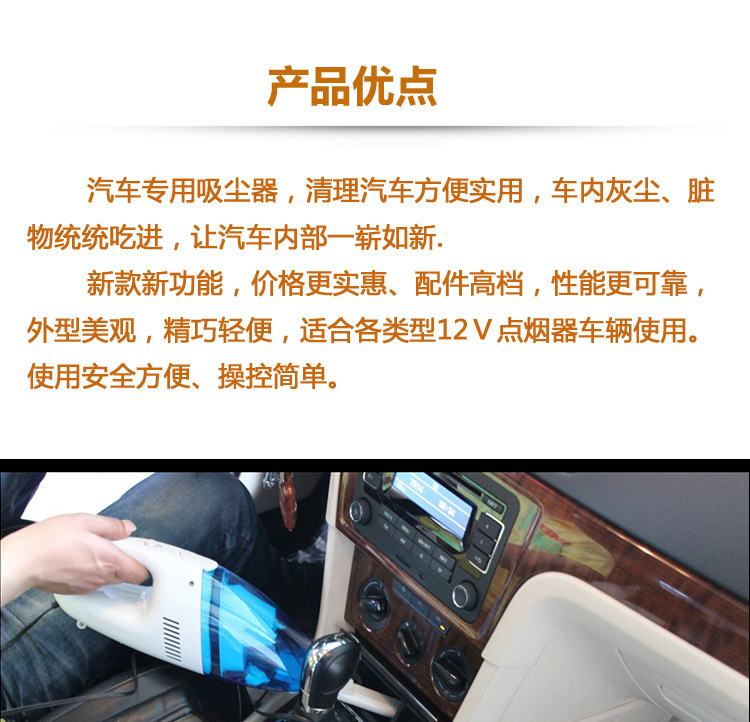 产品优点
汽车专用吸尘器，清理汽车方便实用，车内灰尘、脏
物统统吃进，让汽车内部一崭如新.
新款新功能，价格更实惠、配件高档，性能更可靠，
外型美观，精巧轻便，适合各类型12V点烟器车辆使用。
使用安全方便、操控简单。